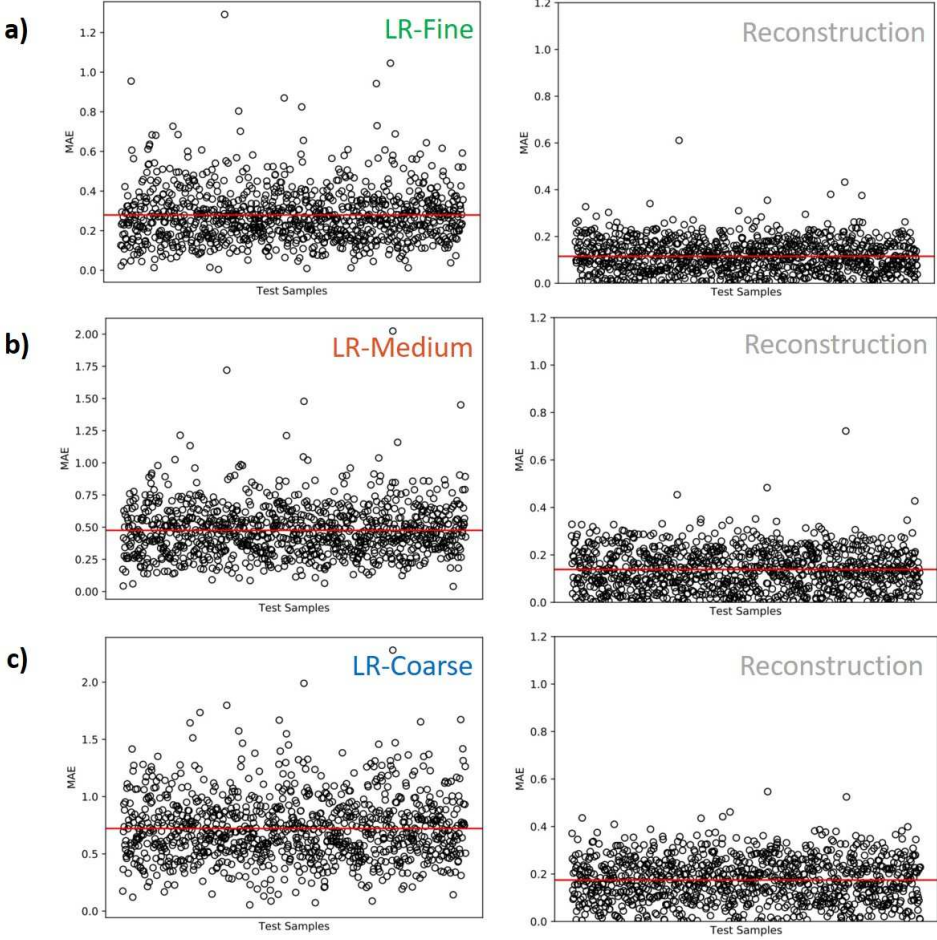 a)
LR-Fine
1.2
1.0
0.8
0.6
0.4
0.2
0.0
MAE
Test Samples
Reconstruction
1.2
1.0
0.8
0.6
0.4
0.2
0.0
MAE
Test Samples
b)
LR-Medium
2.00
1.75
1.50
1.25
1.00
0.75
0.50
0.25
0.00
MAE
Test Samples
Reconstruction
1.2
1.0
0.8
0.6
0.4
0.2
0.0
MAE
Test Samples
c)
LR-Coarse
2.0
1.5
1.0
0.5
0.0
MAE
Test Samples
Reconstruction
1.2
1.0
0.8
0.6
0.4
0.2
0.0
MAE
Test Samples